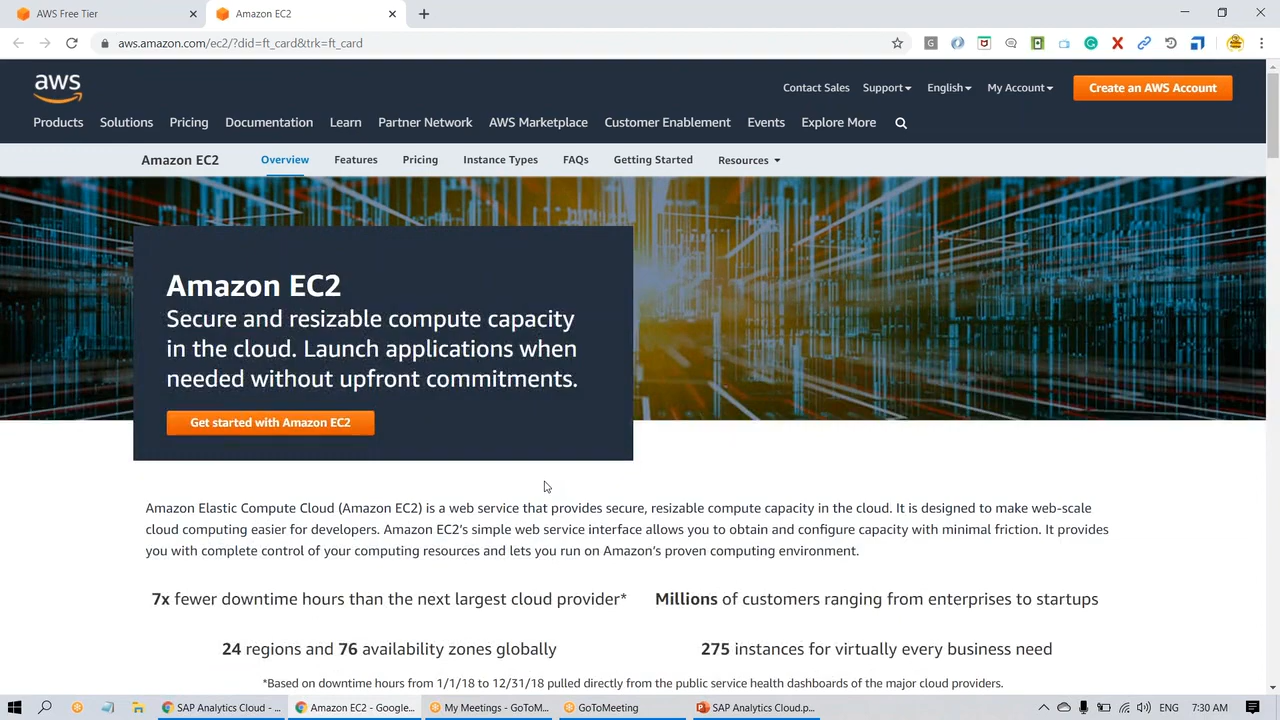 AWS Free Tier
Amazon EC2
aws.amazon.com/ec2/?did=ft_card&trk=ft_card
aws
Contact Sales Support English My Account Create an AWS Account
Products Solutions Pricing Documentation Learn Partner Network AWS Marketplace Customer Enablement Events Explore More
Amazon EC2 Overview Features Pricing Instance Types FAQs Getting Started Resources
Amazon EC2
Secure and resizable compute capacity
in the cloud. Launch applications when
needed without upfront commitments.
Get started with Amazon EC2
Amazon Elastic Compute Cloud (Amazon EC2) is a web service that provides secure, resizable compute capacity in the cloud. It is designed to make web-scale
cloud computing easier for developers. Amazon EC2's simple web service interface allows you to obtain and configure capacity with minimal friction. It provides
you with complete control of your computing resources and lets you run on Amazon's proven computing environment.
7x fewer downtime hours than the next largest cloud provider*
Millions of customers ranging from enterprises to startups
24 regions and 76 availability zones globally
275 instances for virtually every business need
*Based on downtime hours from 1/1/18 to 12/31/18 pulled directly from the public service health dashboards of the major cloud providers.
SAP Analytics Cloud - ... Amazon EC2 - Google... My Meetings - GoToM... GoToMeeting SAP Analytics Cloud.p... ENG 7:30 AM